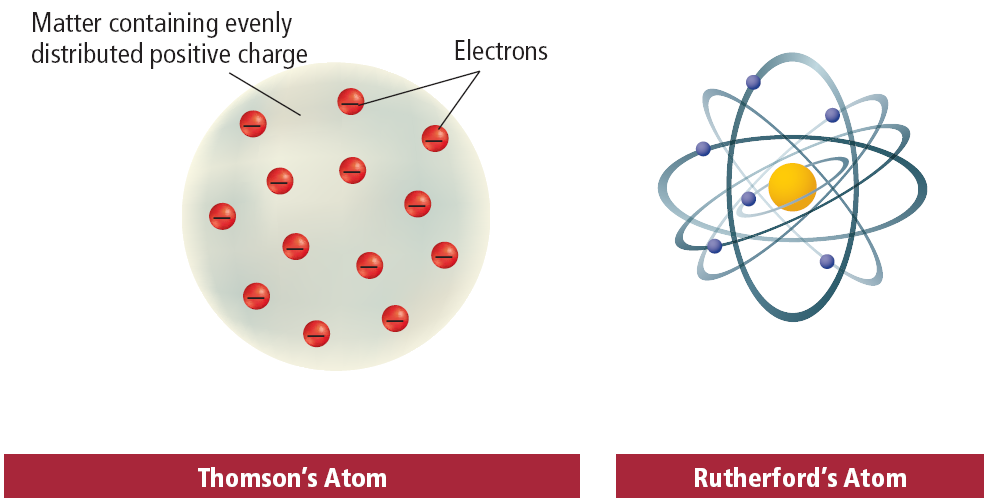 Matter containing evenly
distributed positive charge
Electrons
Thomson's Atom
Rutherford's Atom